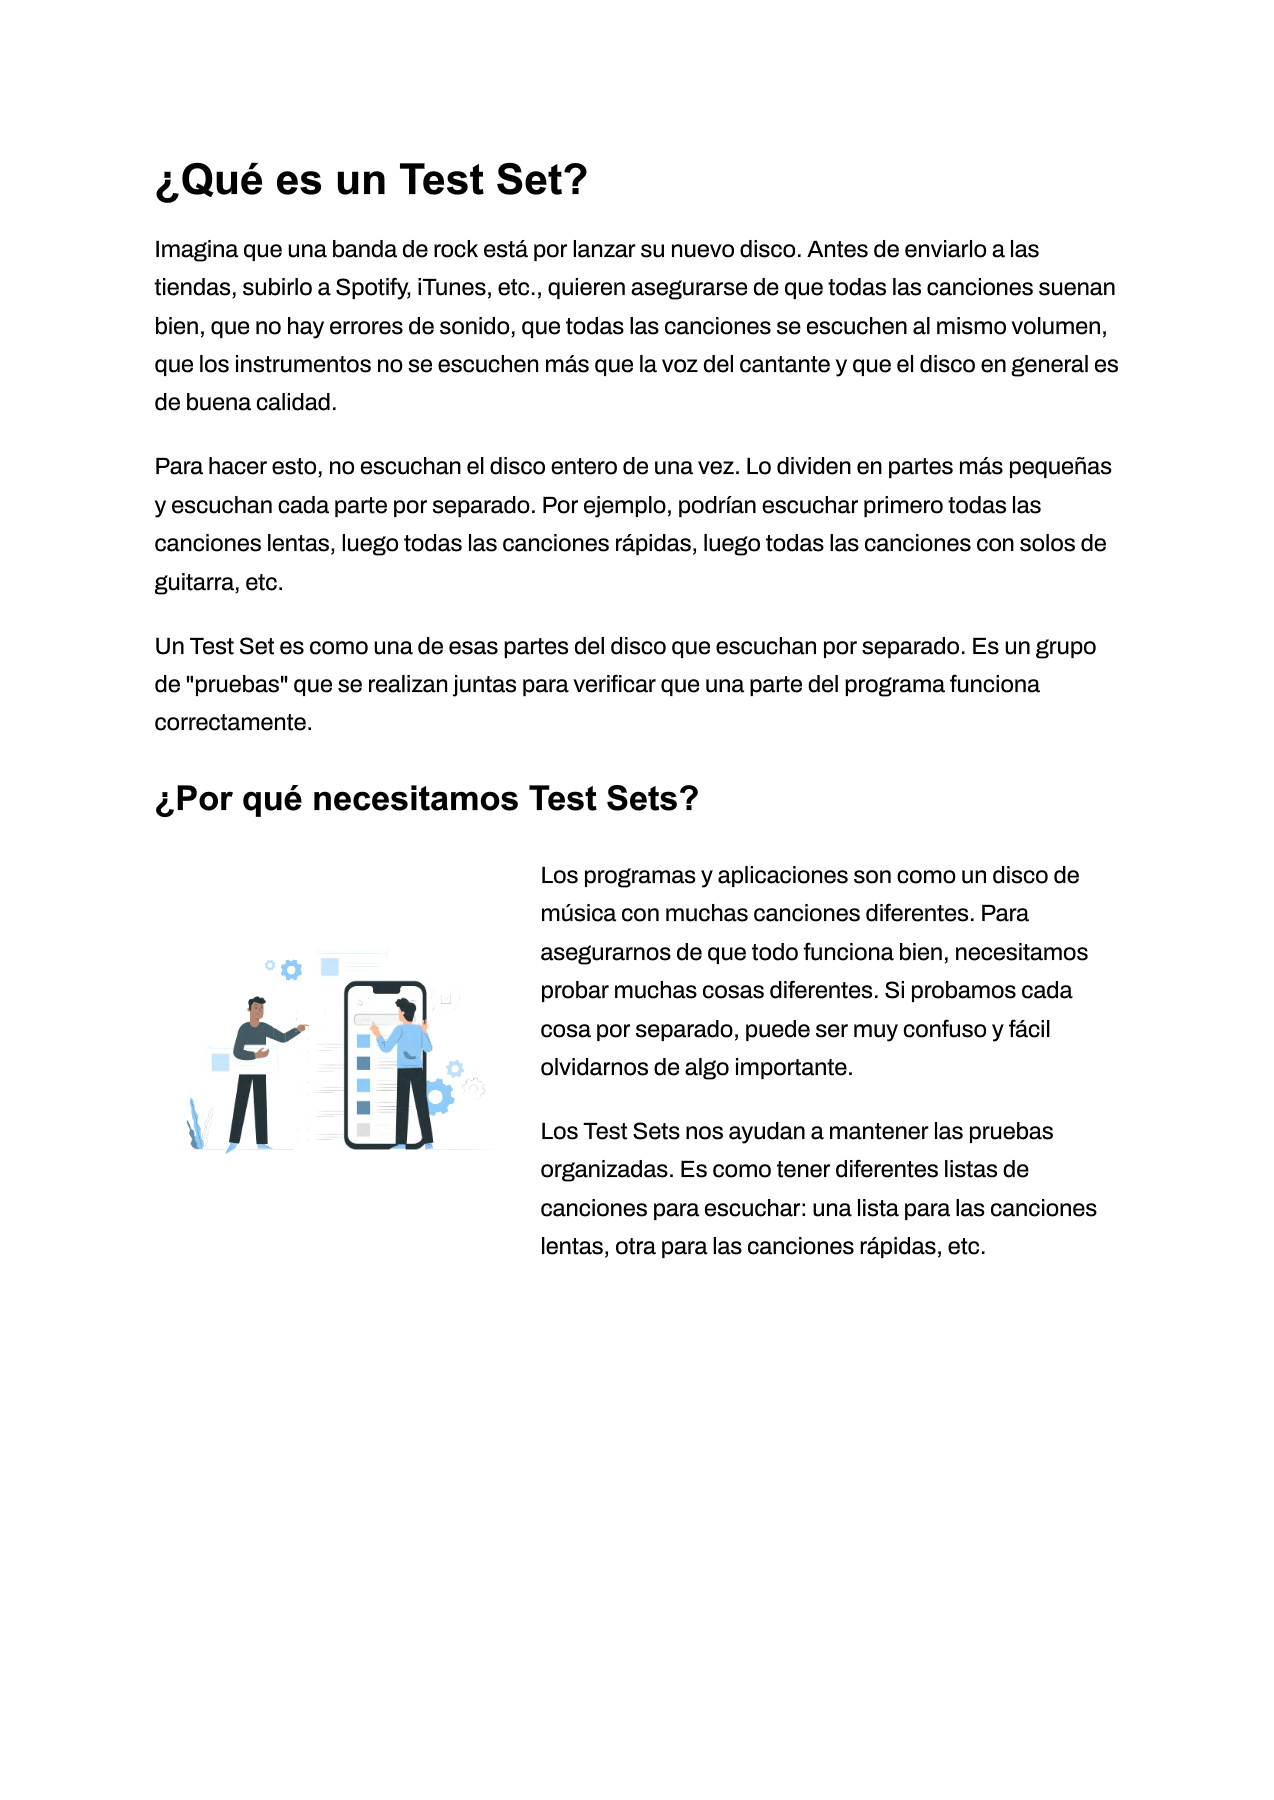 ¿Qué es un Test Set?
Imagina que una banda de rock está por lanzar su nuevo disco. Antes de enviarlo a las
tiendas, subirlo a Spotify, iTunes, etc., quieren asegurarse de que todas las canciones suenan
bien, que no hay errores de sonido, que todas las canciones se escuchen al mismo volumen,
que los instrumentos no se escuchen más que la voz del cantante y que el disco en general es
de buena calidad.
Para hacer esto, no escuchan el disco entero de una vez. Lo dividen en partes más pequeñas
y escuchan cada parte por separado. Por ejemplo, podrían escuchar primero todas las
canciones lentas, luego todas las canciones rápidas, luego todas las canciones con solos de
guitarra, etc.
Un Test Set es como una de esas partes del disco que escuchan por separado. Es un grupo
de "pruebas" que se realizan juntas para verificar que una parte del programa funciona
correctamente.
¿Por qué necesitamos Test Sets?
Los programas y aplicaciones son como un disco de
música con muchas canciones diferentes. Para
asegurarnos de que todo funciona bien, necesitamos
probar muchas cosas diferentes. Si probamos cada
cosa por separado, puede ser muy confuso y fácil
olvidarnos de algo importante.
Los Test Sets nos ayudan a mantener las pruebas
organizadas. Es como tener diferentes listas de
canciones para escuchar: una lista para las canciones
lentas, otra para las canciones rápidas, etc.